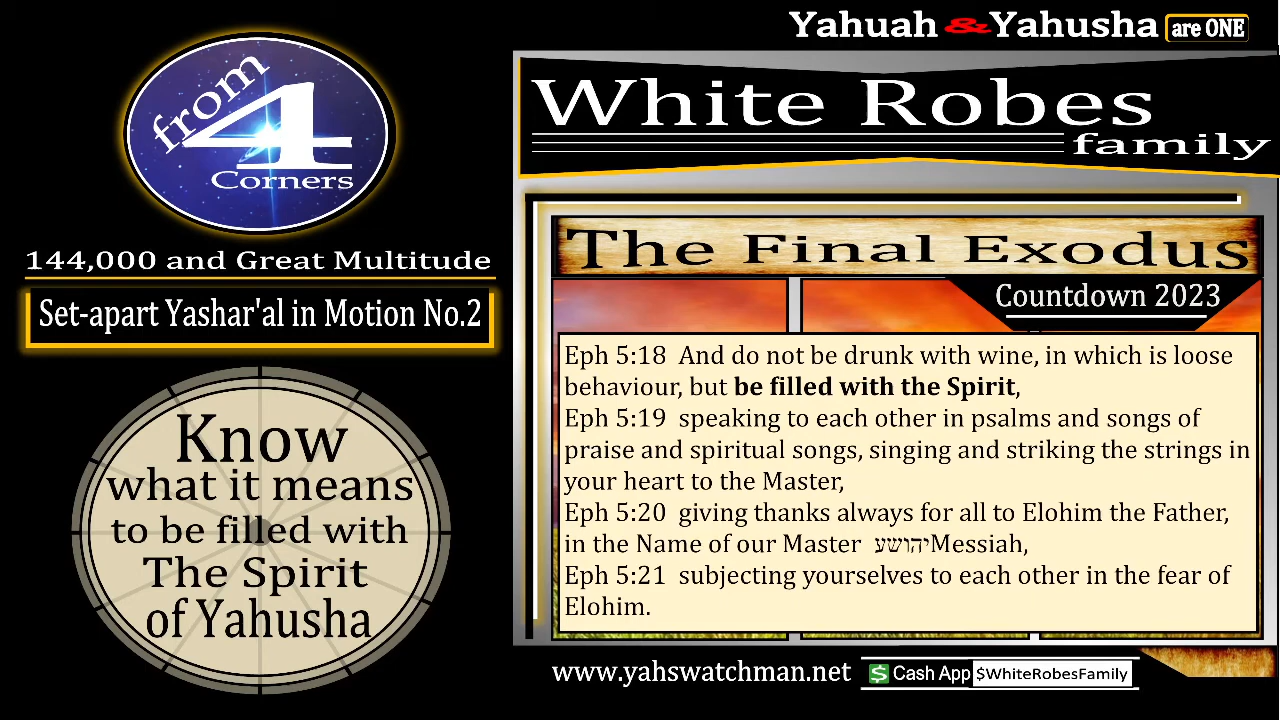 Yahuah & Yahusha are ONE
from
4
Corners
144,000 and Great Multitude
Set-apart Yashar'al in Motion No.2
Know
what it means
to be filled with
The Spirit
of Yahusha
White Robes
family
The Final Exodus
Countdown 2023
Eph 5:18 And do not be drunk with wine, in which is loose
behaviour, but be filled with the Spirit,
Eph 5:19 speaking to each other in psalms and songs of
praise and spiritual songs, singing and striking the strings in
your heart to the Master,
Eph 5:20 giving thanks always for all to Elohim the Father,
in the Name of our Master יהושעMessiah,
Eph 5:21 subjecting yourselves to each other in the fear of
Elohim.
www.yahswatchman.net $ Cash App $WhiteRobesFamily